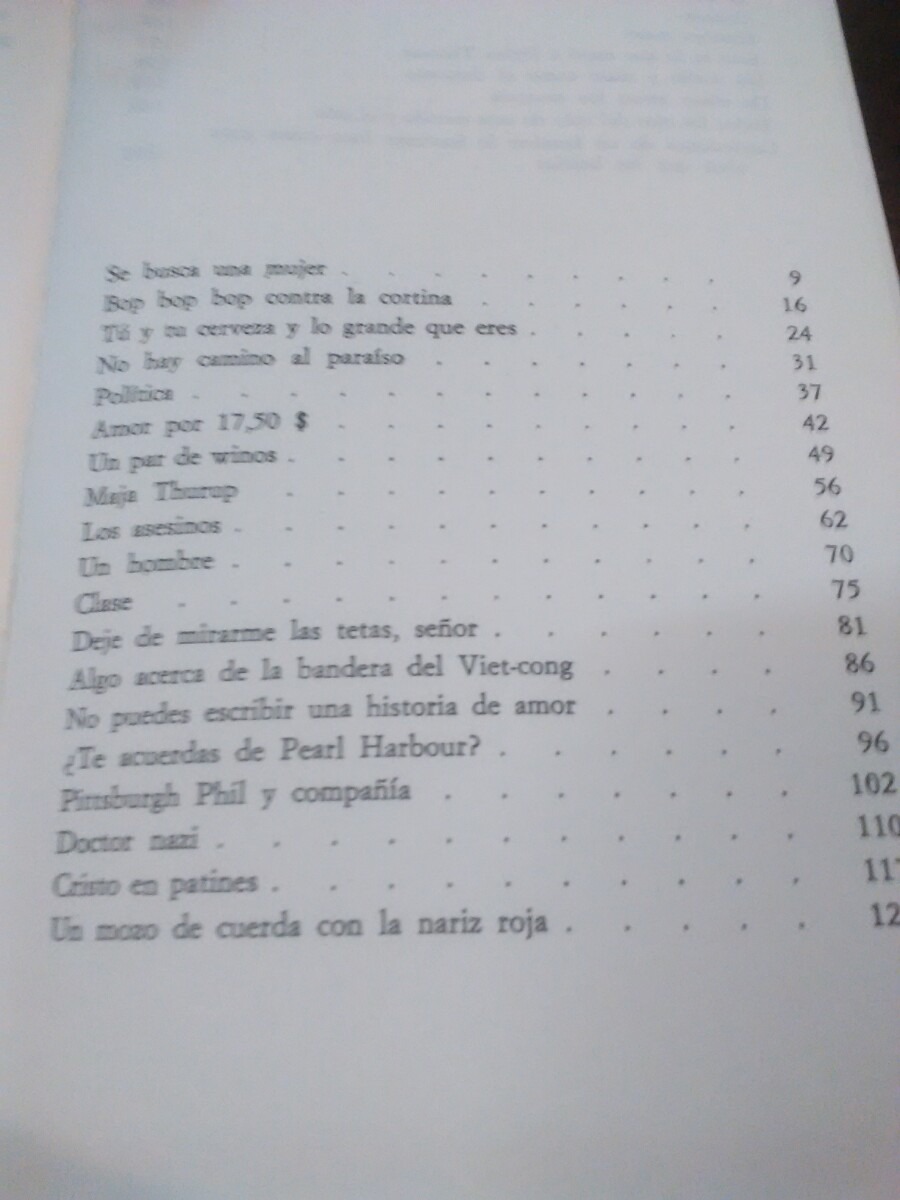 Se busca una mujer . . . . . . . . . 9
Bop bop bop contra la cortina . . . . . . 16
Tú y tu cerveza y lo grande que eres . . . . . 24
No hay camino al paraíso . . . . . . . 31
Política . . . . . . . . . . . . 37
Amor por 17,50 $ . . . . . . . . . 42
Un par de winos . . . . . . . . . . 49
Maja Thurup . . . . . . . . . . 56
Los asesinos . . . . . . . . . . . 62
Un hombre . . . . . . . . . . . 70
Clase . . . . . . . . . . . . 75
Deje de mirarme las tetas, señor . . . . . . 81
Algo acerca de la bandera del Viet-cong . . . . 86
No puedes escribir una historia de amor . . . . 91
¿Te acuerdas de Pearl Harbour? . . . . . . 96
Pittsburgh Phil y compañía . . . . . . . 102
Doctor nazi . . . . . . . . . . . 110
Cristo en patines . . . . . . . . . . 117
Un mozo de cuerda con la nariz roja . . . . . 12